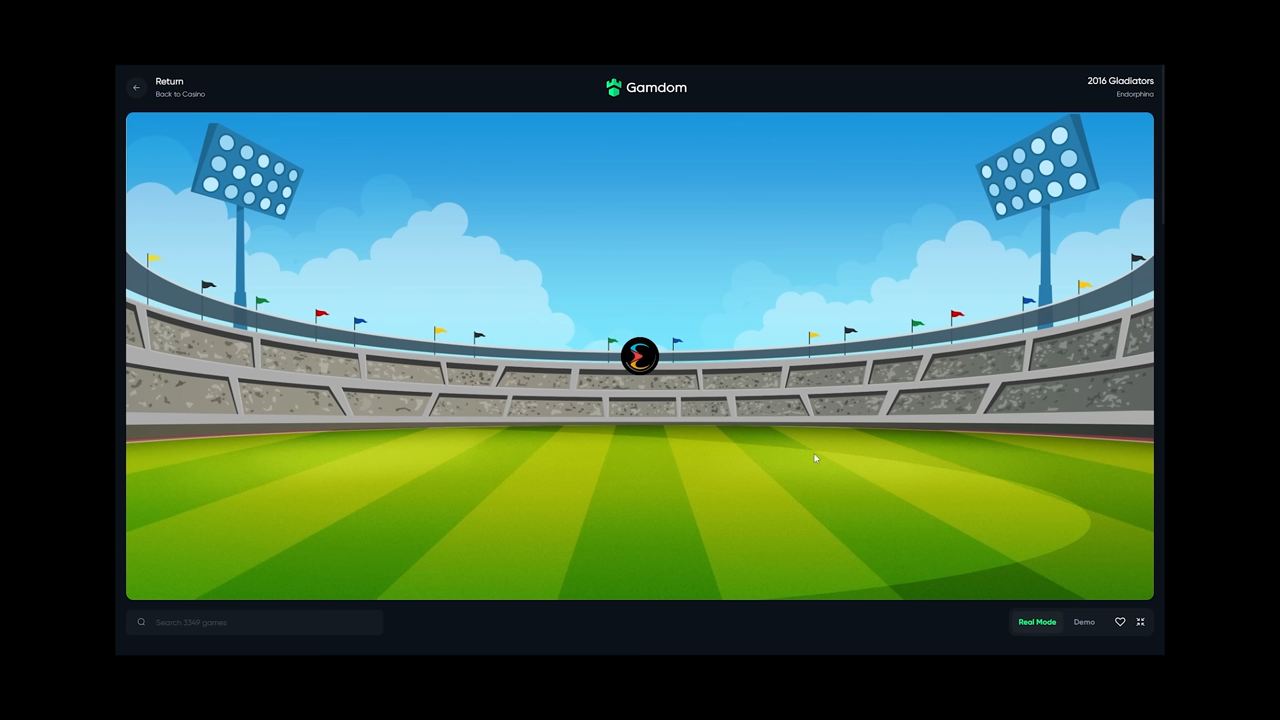 Return
Back to Casino
Gamdom
2016 Gladiators
Endorphina
Search 3349 games
Real Mode
Demo